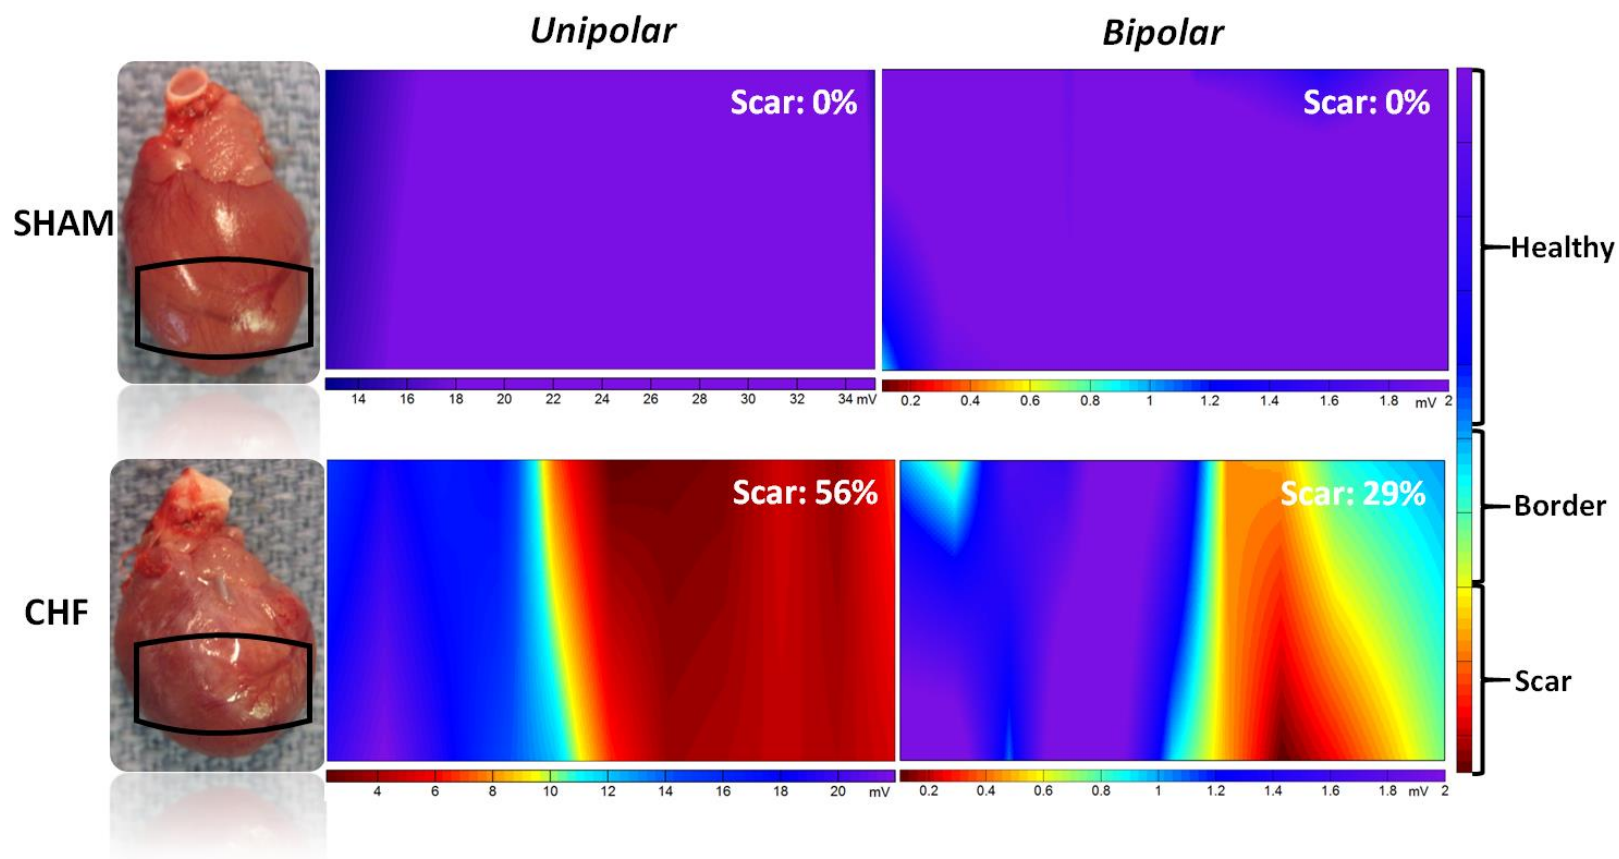 Unipolar
Bipolar
SHAM
Scar: 0%
Scar: 0%
Healthy
14 16 18 20 22 24 26 28 30 32 34 mV
0.2 0.4 0.6 0.8 1 1.2 1.4 1.6 1.8 mV 2
CHF
Scar: 56%
Scar: 29%
Border
Scar
4 6 8 10 12 14 16 18 20 mV
0.2 0.4 0.6 0.8 1 1.2 1.4 1.6 1.8 mV 2